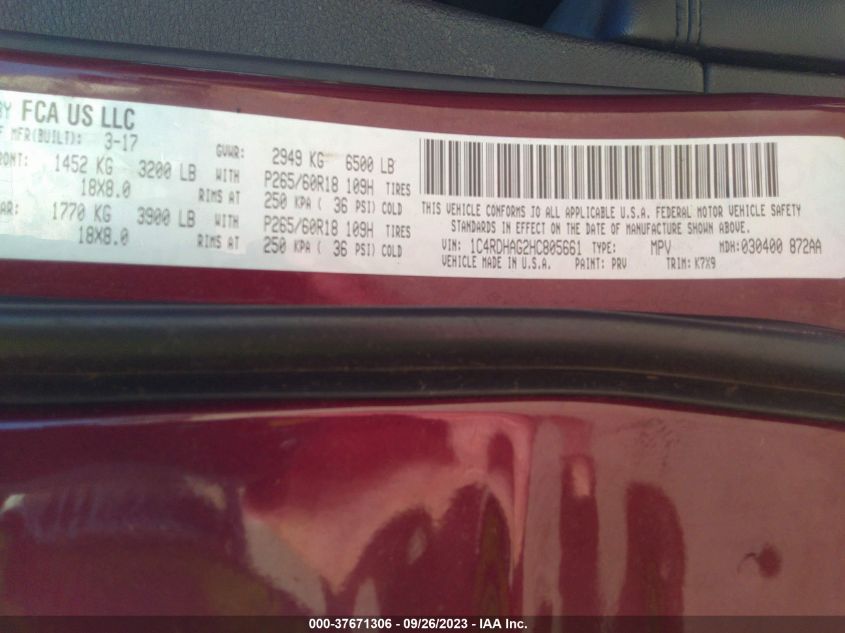 BY FCA US LLC
F MFR(BUILT): 3-17 GVWR: 2949 KG 6500 LB
RONT: 1452 KG 3200 LB WITH P265/60R18 109H TIRES
18X8.0 RIMS AT 250 KPA ( 36 PSI) COLD
AR: 1770 KG 3900 LB WITH P265/60R18 109H TIRES
18X8.0 RIMS AT 250 KPA ( 36 PSI) COLD
THIS VEHICLE CONFORMS TO ALL APPLICABLE U.S.A. FEDERAL MOTOR VEHICLE SAFETY
STANDARDS IN EFFECT ON THE DATE OF MANUFACTURE SHOWN ABOVE.
VIN: 1C4RDHAG2HC805661 TYPE: MPV MDH: 030400 872AA
VEHICLE MADE IN U.S.A. PAINT: PRV TRIM: K7X9
000-37671306 - 09/26/2023 - IAA Inc.